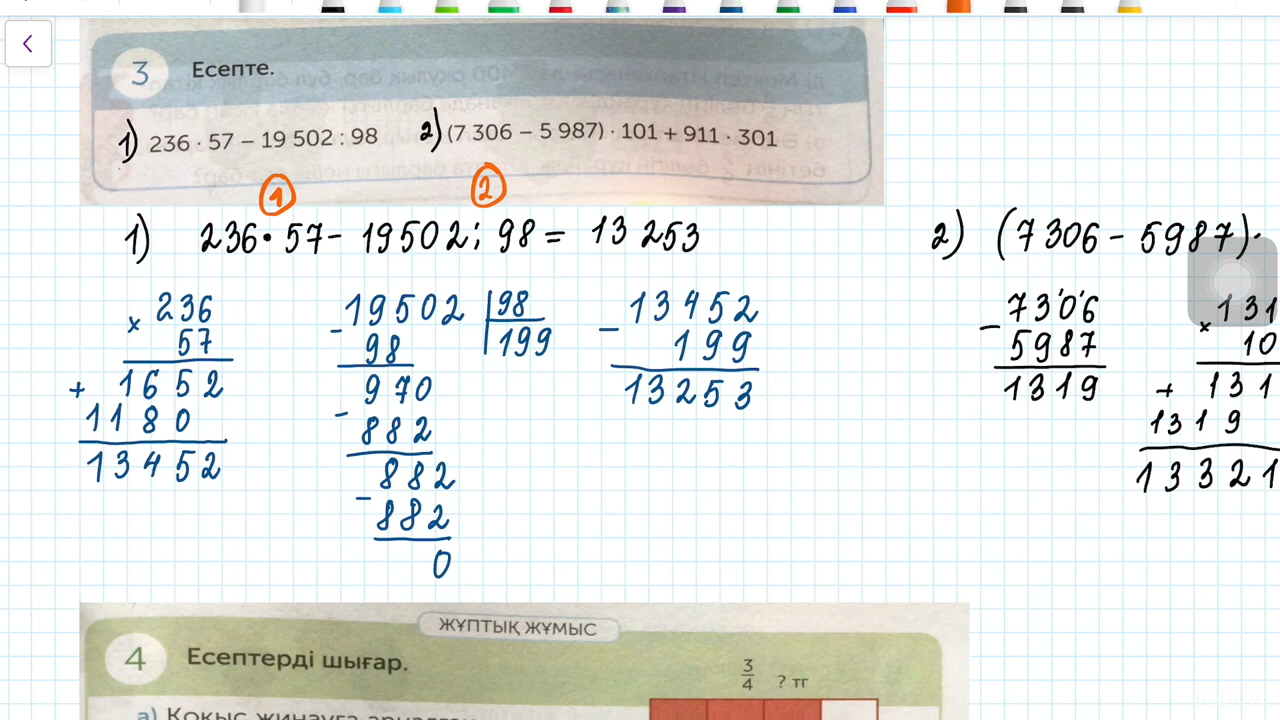 3 Есепте.
1) 236 · 57 – 19 502 : 98 2) (7 306 – 5 987) · 101 + 911 · 301
1 2
1) 236 · 57 - 19502 : 98 = 13 253
× 236
57
+ 1652
1180
13452
19502 | 98
- 98 | 199
970
- 882
882
- 882
0
13452
- 199
13253
2) (7306 - 5987) ·
- 7306
5987
1319
× 131
10
+ 131
1319
13321
ЖҰПТЫҚ ЖҰМЫС
4 Есептерді шығар.
3/4 ? тг